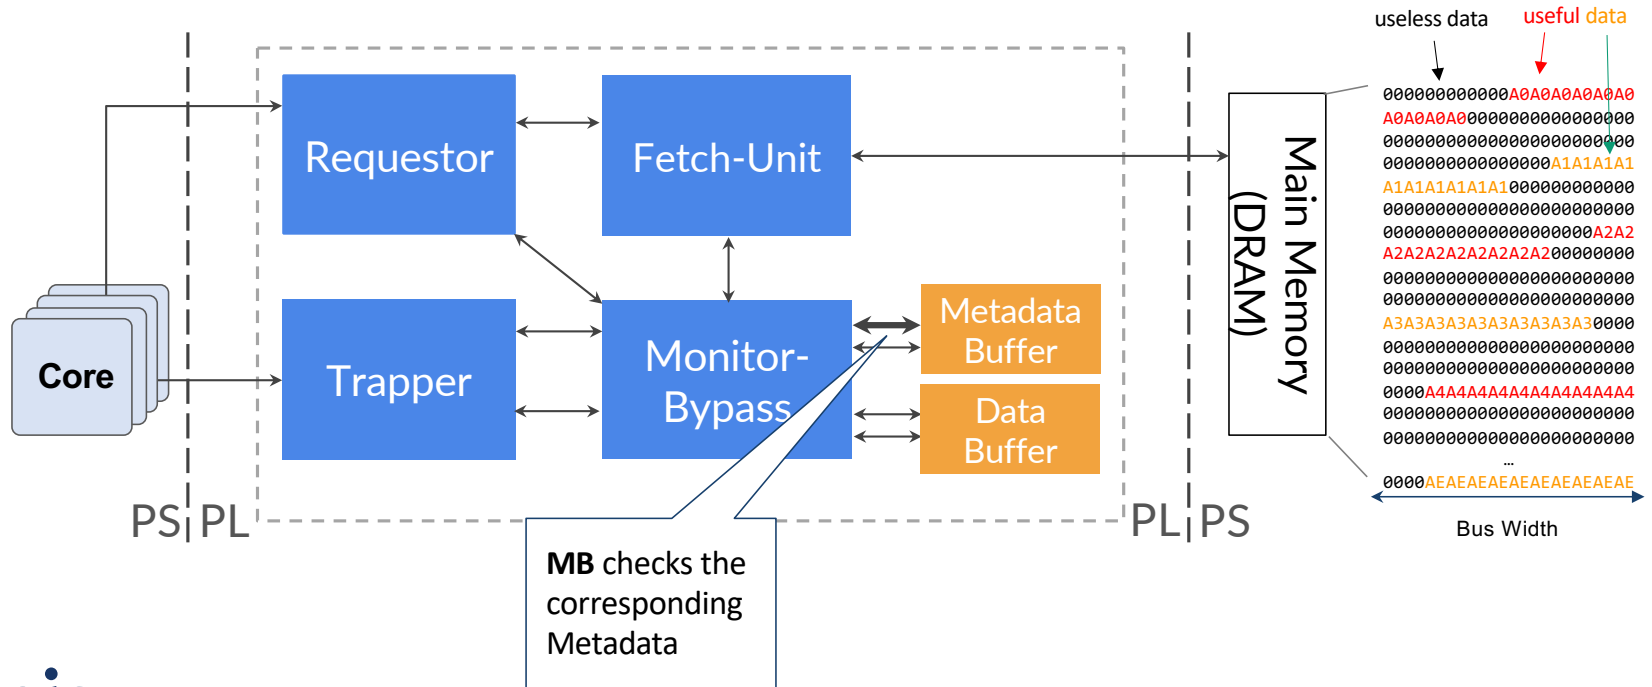 useless data
useful data
Requestor
Fetch-Unit
Trapper
Monitor-
Bypass
Metadata
Buffer
Data
Buffer
Core
PS
PL
PL
PS
MB checks the
corresponding
Metadata
Main Memory
(DRAM)
000000000000A0A0A0A0A0A0
A0A0A0A00000000000000000
000000000000000000000000
0000000000000000A1A1A1A1
A1A1A1A1A1A1000000000000
000000000000000000000000
00000000000000000000A2A2
A2A2A2A2A2A2A2A200000000
000000000000000000000000
000000000000000000000000
A3A3A3A3A3A3A3A3A3A30000
000000000000000000000000
000000000000000000000000
0000A4A4A4A4A4A4A4A4A4A4
000000000000000000000000
000000000000000000000000
…
0000AEAEAEAEAEAEAEAEAEAE
Bus Width